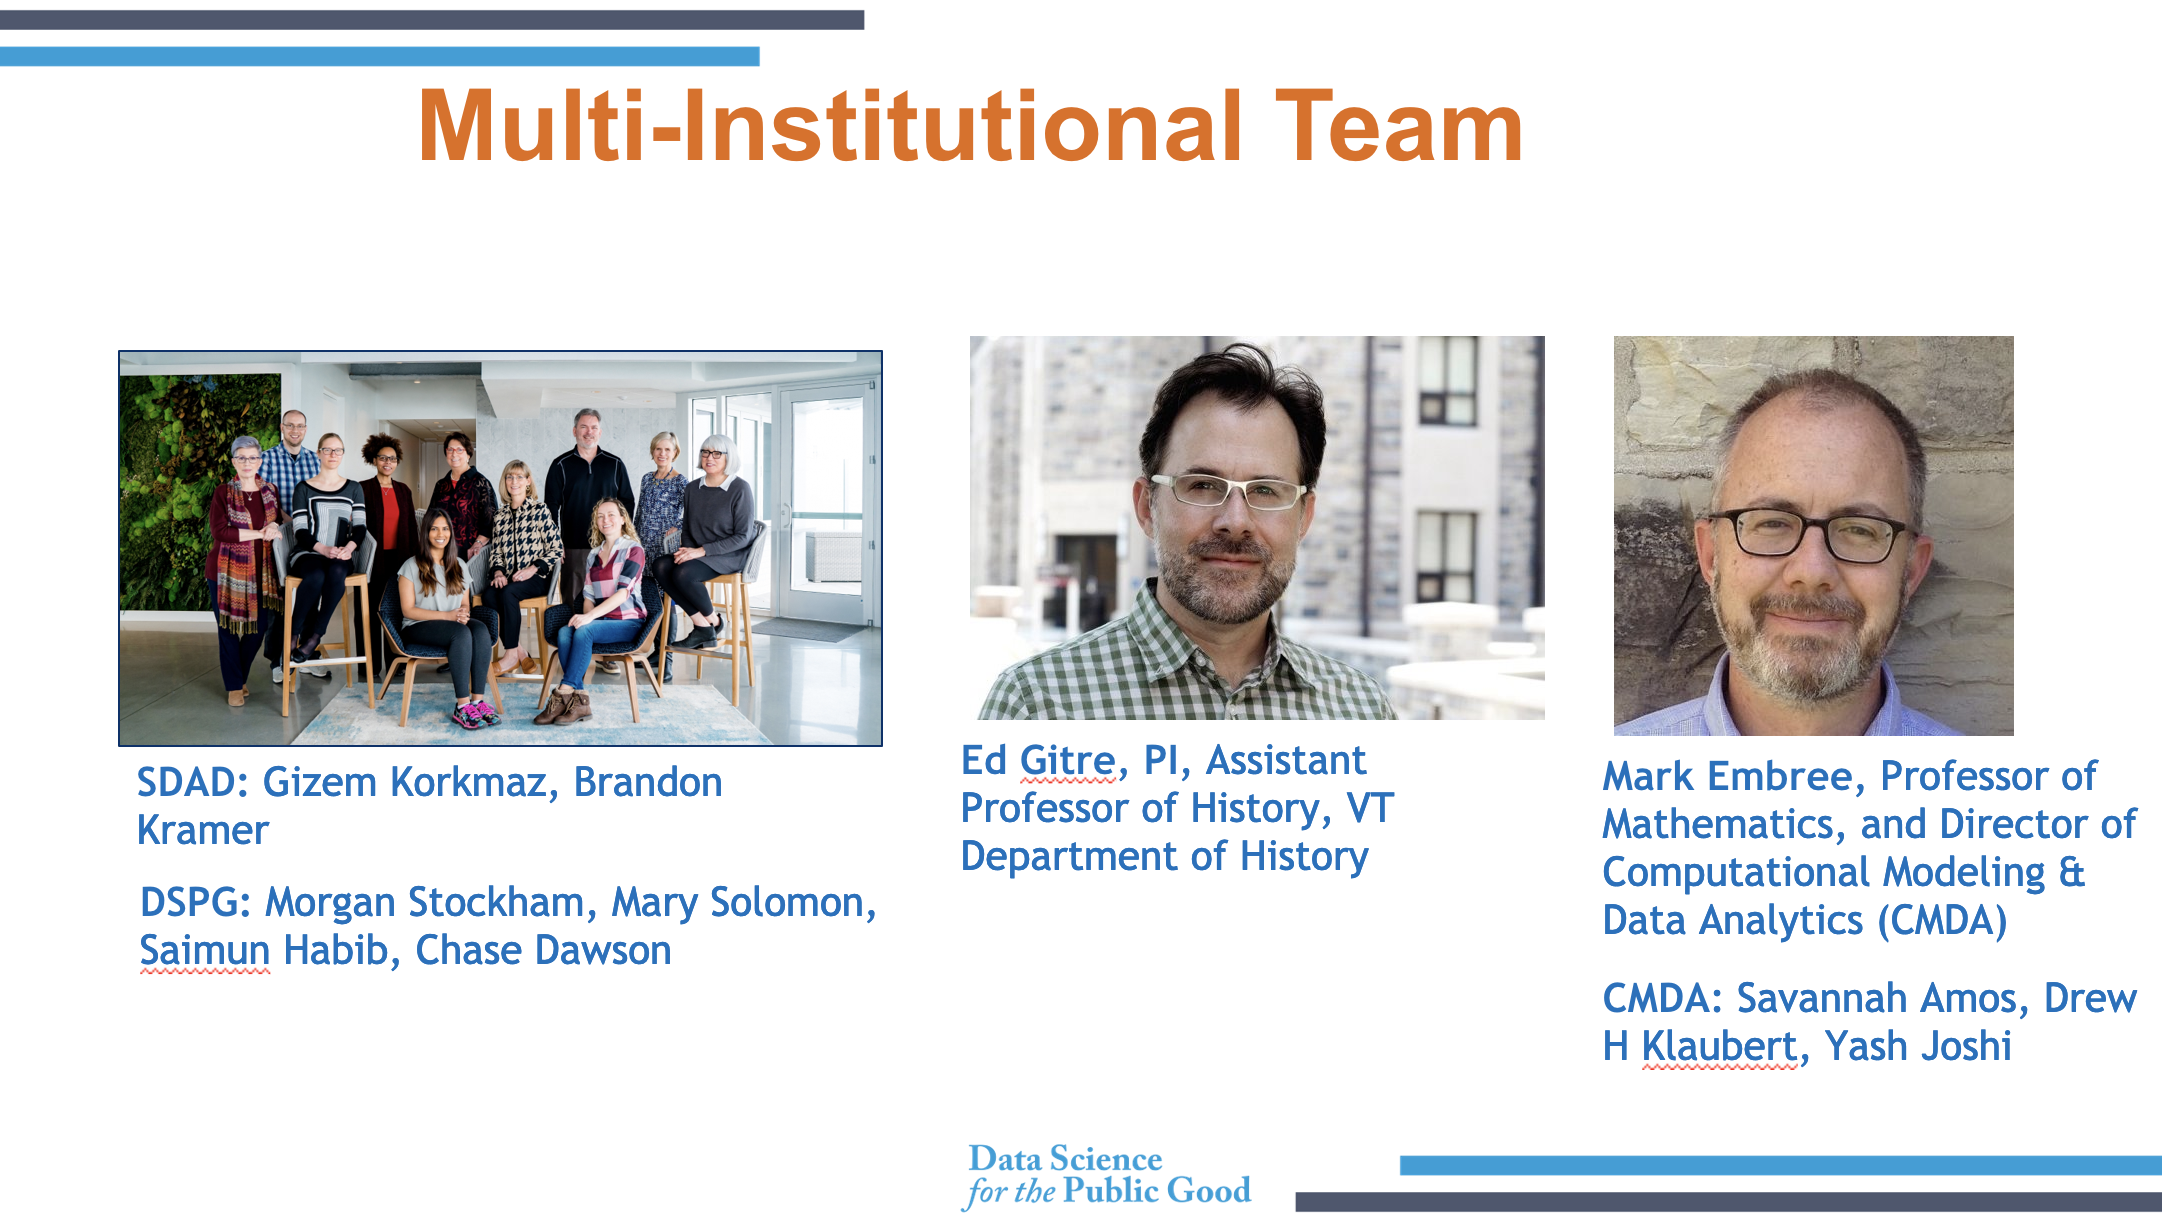 Multi-Institutional Team
SDAD: Gizem Korkmaz, Brandon
Kramer
DSPG: Morgan Stockham, Mary Solomon,
Saimun Habib, Chase Dawson
Ed Gitre, PI, Assistant
Professor of History, VT
Department of History
Mark Embree, Professor of
Mathematics, and Director of
Computational Modeling &
Data Analytics (CMDA)
CMDA: Savannah Amos, Drew
H Klaubert, Yash Joshi
Data Science
for the Public Good